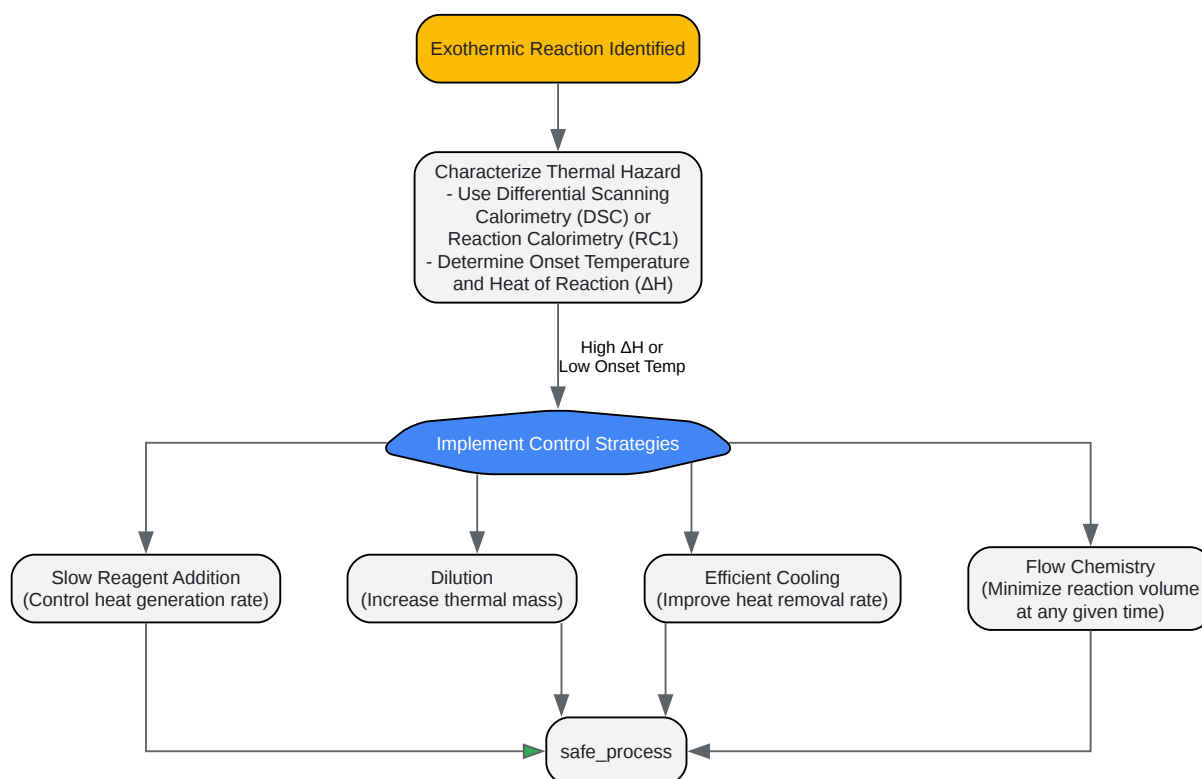 Exothermic Reaction Identified
Characterize Thermal Hazard
- Use Differential Scanning
Calorimetry (DSC) or
Reaction Calorimetry (RC1)
- Determine Onset Temperature
and Heat of Reaction (ΔH)
High ΔH or
Low Onset Temp
Implement Control Strategies
Slow Reagent Addition
(Control heat generation rate)
Dilution
(Increase thermal mass)
Efficient Cooling
(Improve heat removal rate)
Flow Chemistry
(Minimize reaction volume
at any given time)
safe_process